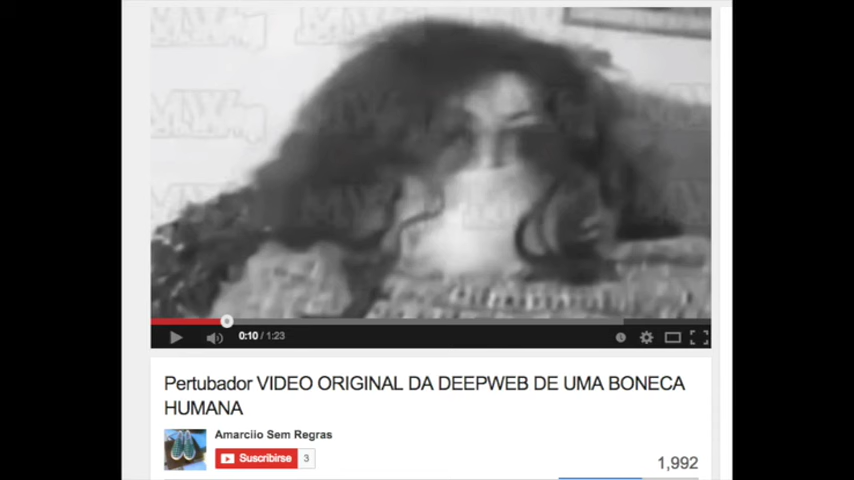 0:10 / 1:23
Pertubador VIDEO ORIGINAL DA DEEPWEB DE UMA BONECA
HUMANA
Amarciio Sem Regras
Suscribirse 3
1,992